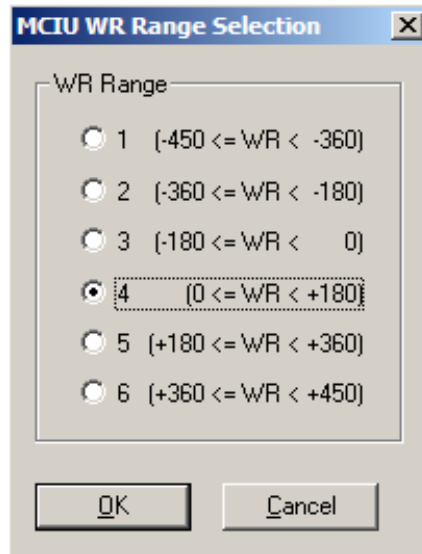 MCIU WR Range Selection
WR Range
1 (-450 <= WR < -360)
2 (-360 <= WR < -180)
3 (-180 <= WR < 0)
4 (0 <= WR < +180)
5 (+180 <= WR < +360)
6 (+360 <= WR < +450)
OK Cancel